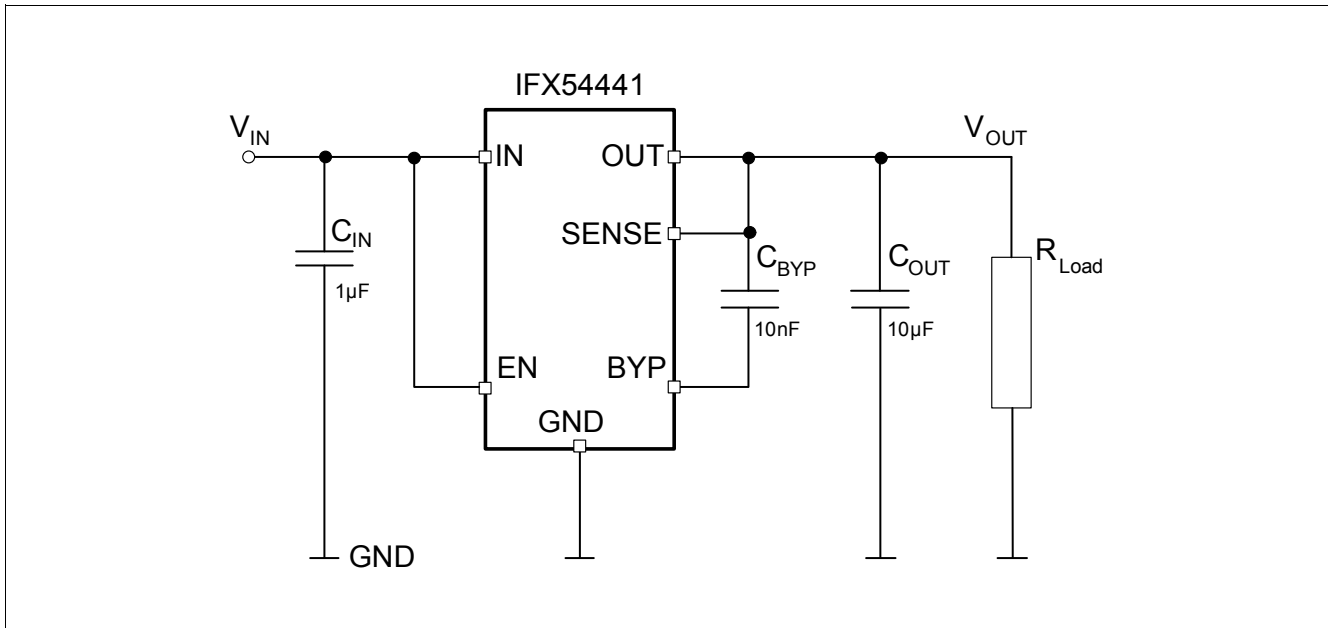 IFX54441
V_IN
V_OUT
IN
OUT
SENSE
C_IN
1µF
C_BYP
10nF
C_OUT
10µF
R_Load
EN
BYP
GND
GND